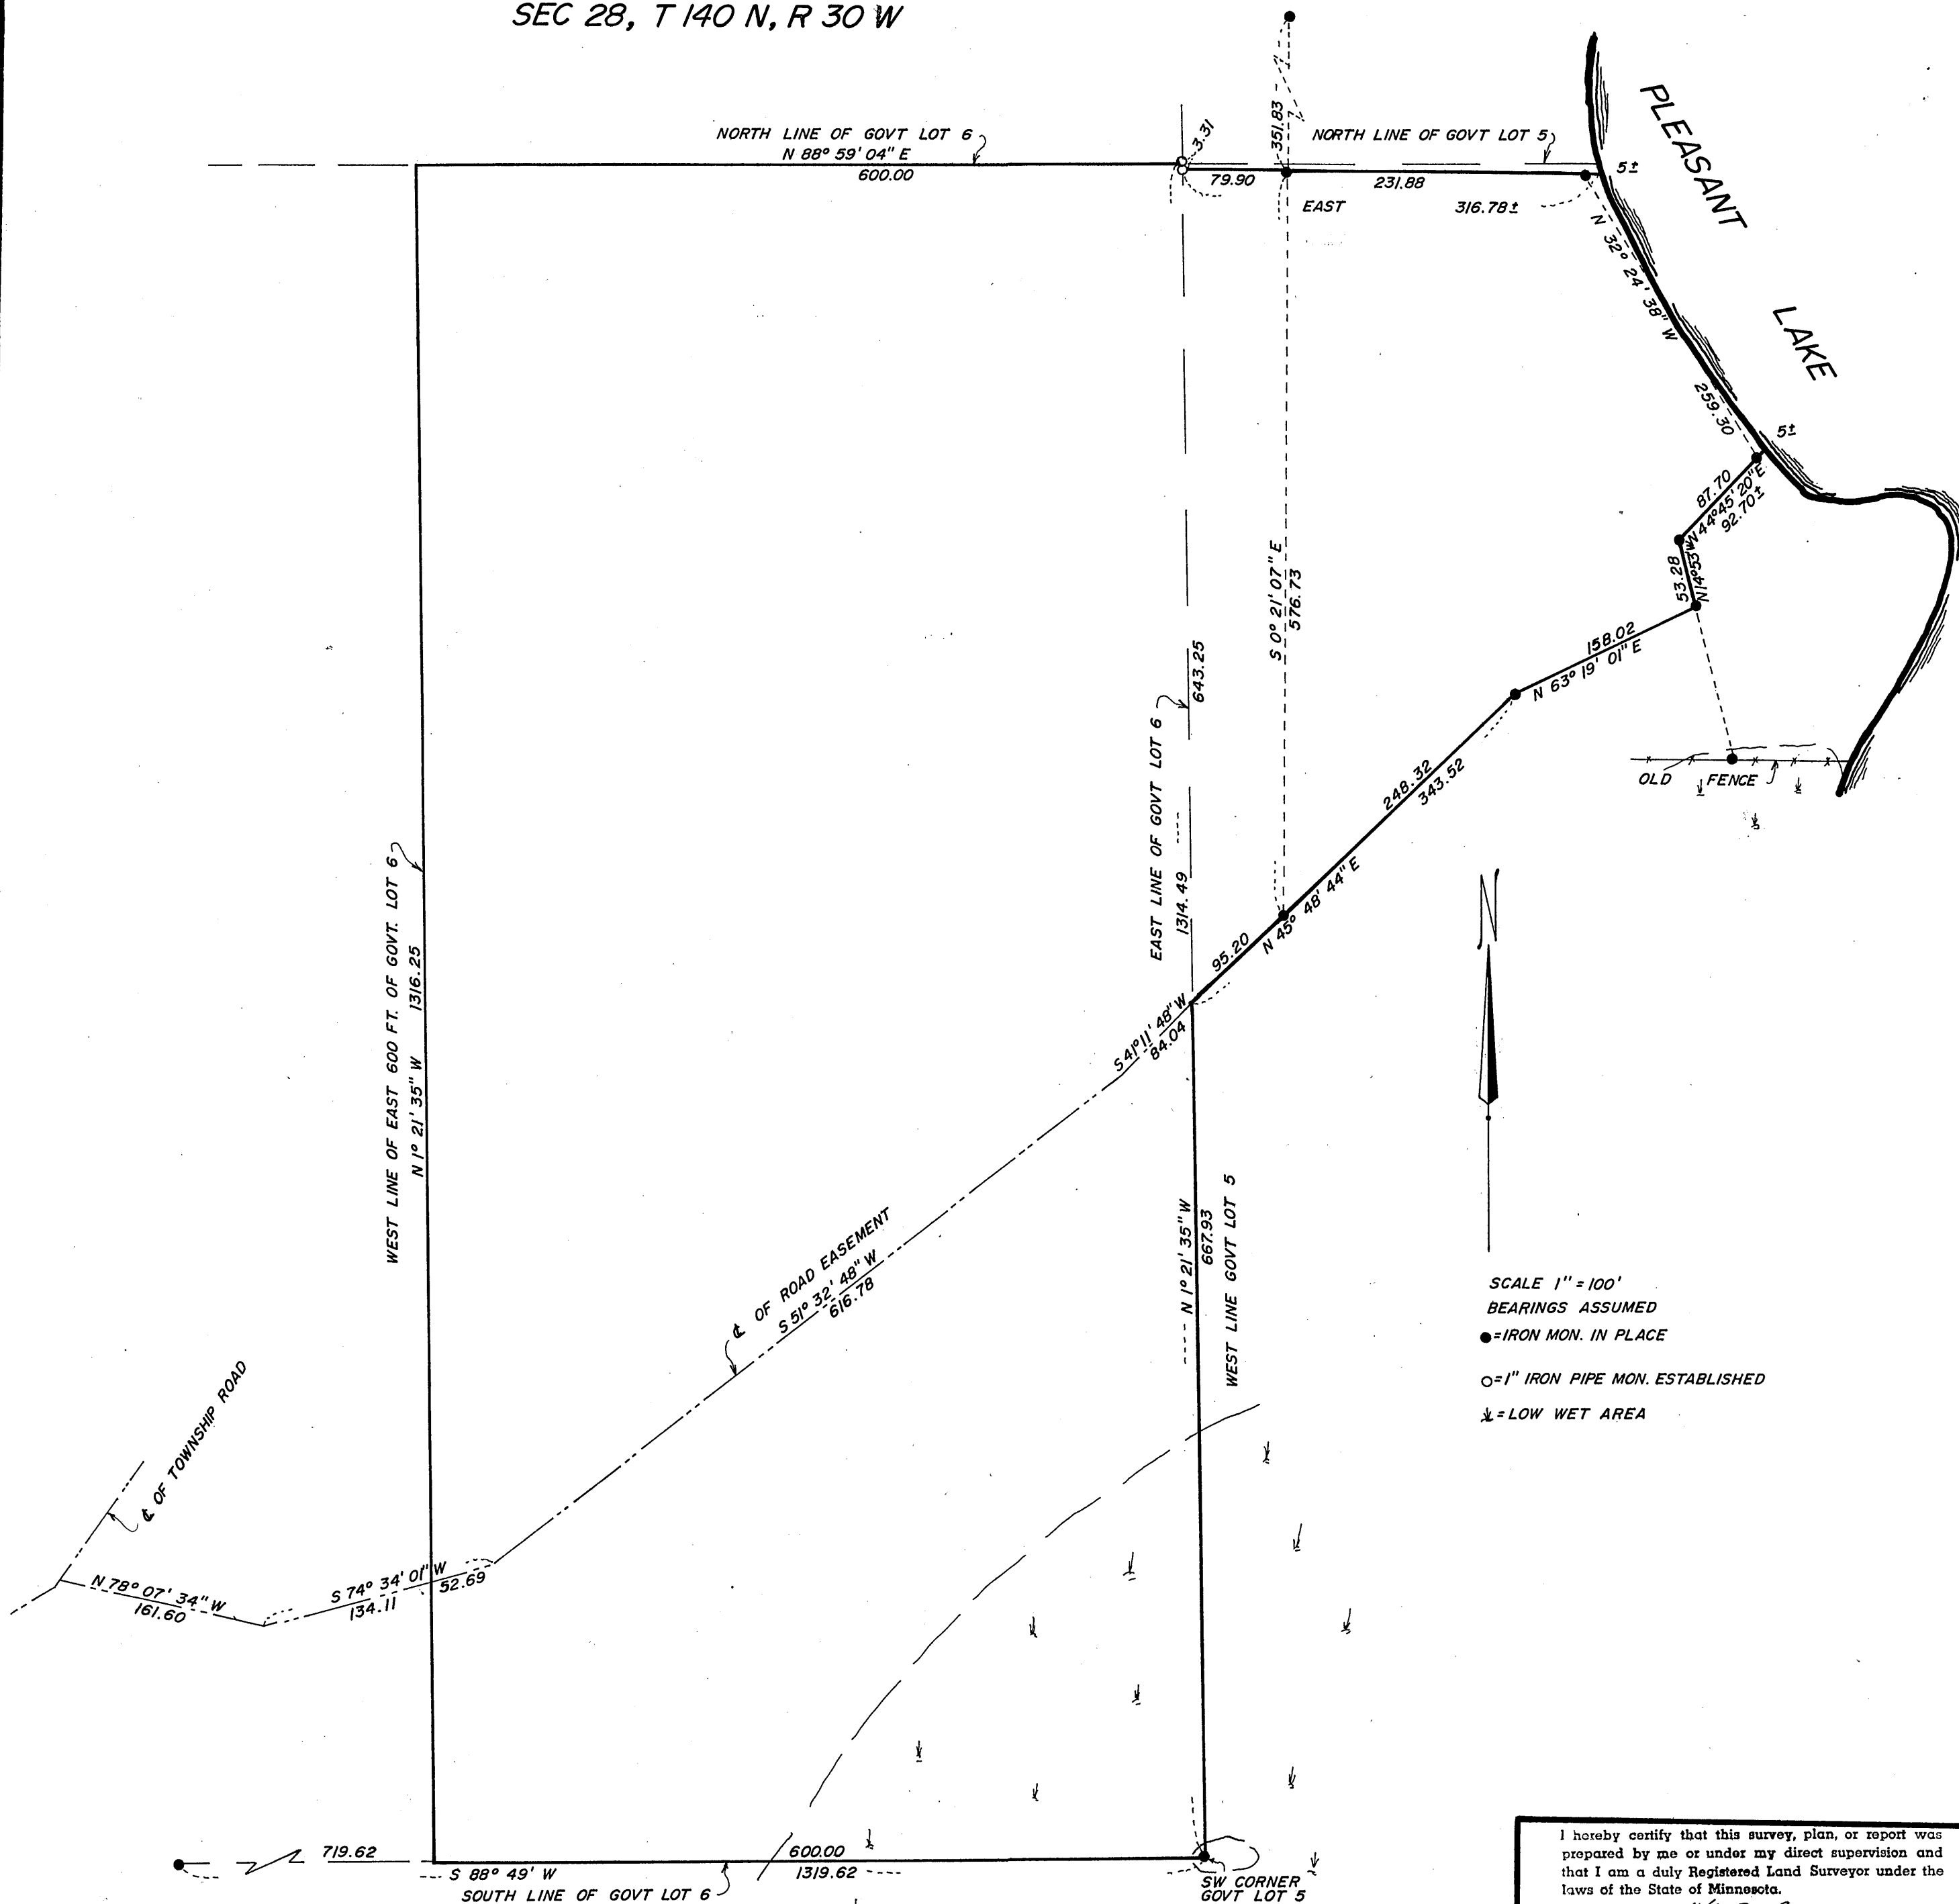 SEC 28, T 140 N, R 30 W
PLEASANT
LAKE
NORTH LINE OF GOVT LOT 6
N 88° 59' 04" E
600.00
3.31
351.83
NORTH LINE OF GOVT LOT 5
79.90
231.88
5±
EAST
316.78±
N 32° 24' 38" W
259.30
5±
87.70
N 44° 45' 20" E
92.70±
53.28
158.02
N 63° 19' 01" E
S 0° 21' 07" E
576.73
643.25
EAST LINE OF GOVT LOT 6
1314.49
248.32
343.52
OLD FENCE
N 45° 48' 44" E
95.20
N
WEST LINE OF EAST 600 FT. OF GOVT. LOT 6
N 1° 21' 35" W 1316.25
S 41° 11' 48" W
84.04
N 1° 21' 35" W
667.93
WEST LINE GOVT LOT 5
℄ OF ROAD EASEMENT
S 51° 32' 48" W
616.78
SCALE 1" = 100'
BEARINGS ASSUMED
●=IRON MON. IN PLACE
○=1" IRON PIPE MON. ESTABLISHED
=LOW WET AREA
℄ OF TOWNSHIP ROAD
N 78° 07' 34" W
161.60
S 74° 34' 01" W
134.11
52.69
719.62
600.00
S 88° 49' W
1319.62
SOUTH LINE OF GOVT LOT 6
SW CORNER
GOVT LOT 5
I hereby certify that this survey, plan, or report was
prepared by me or under my direct supervision and
that I am a duly Registered Land Surveyor under the
laws of the State of Minnesota.